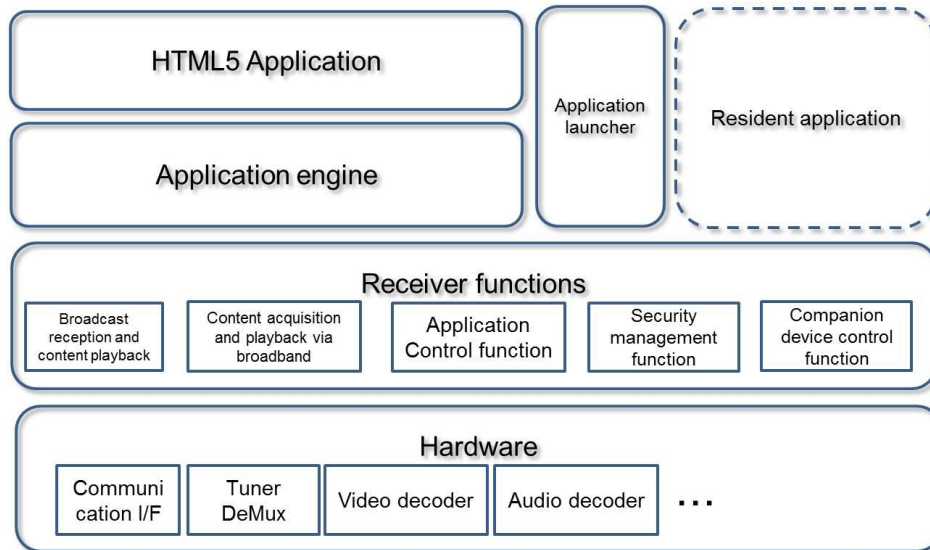 HTML5 Application
Application engine
Application
launcher
Resident application
Receiver functions
Broadcast
reception and
content playback
Content acquisition
and playback via
broadband
Application
Control function
Security
management
function
Companion
device control
function
Hardware
Communi
cation I/F
Tuner
DeMux
Video decoder
Audio decoder
...